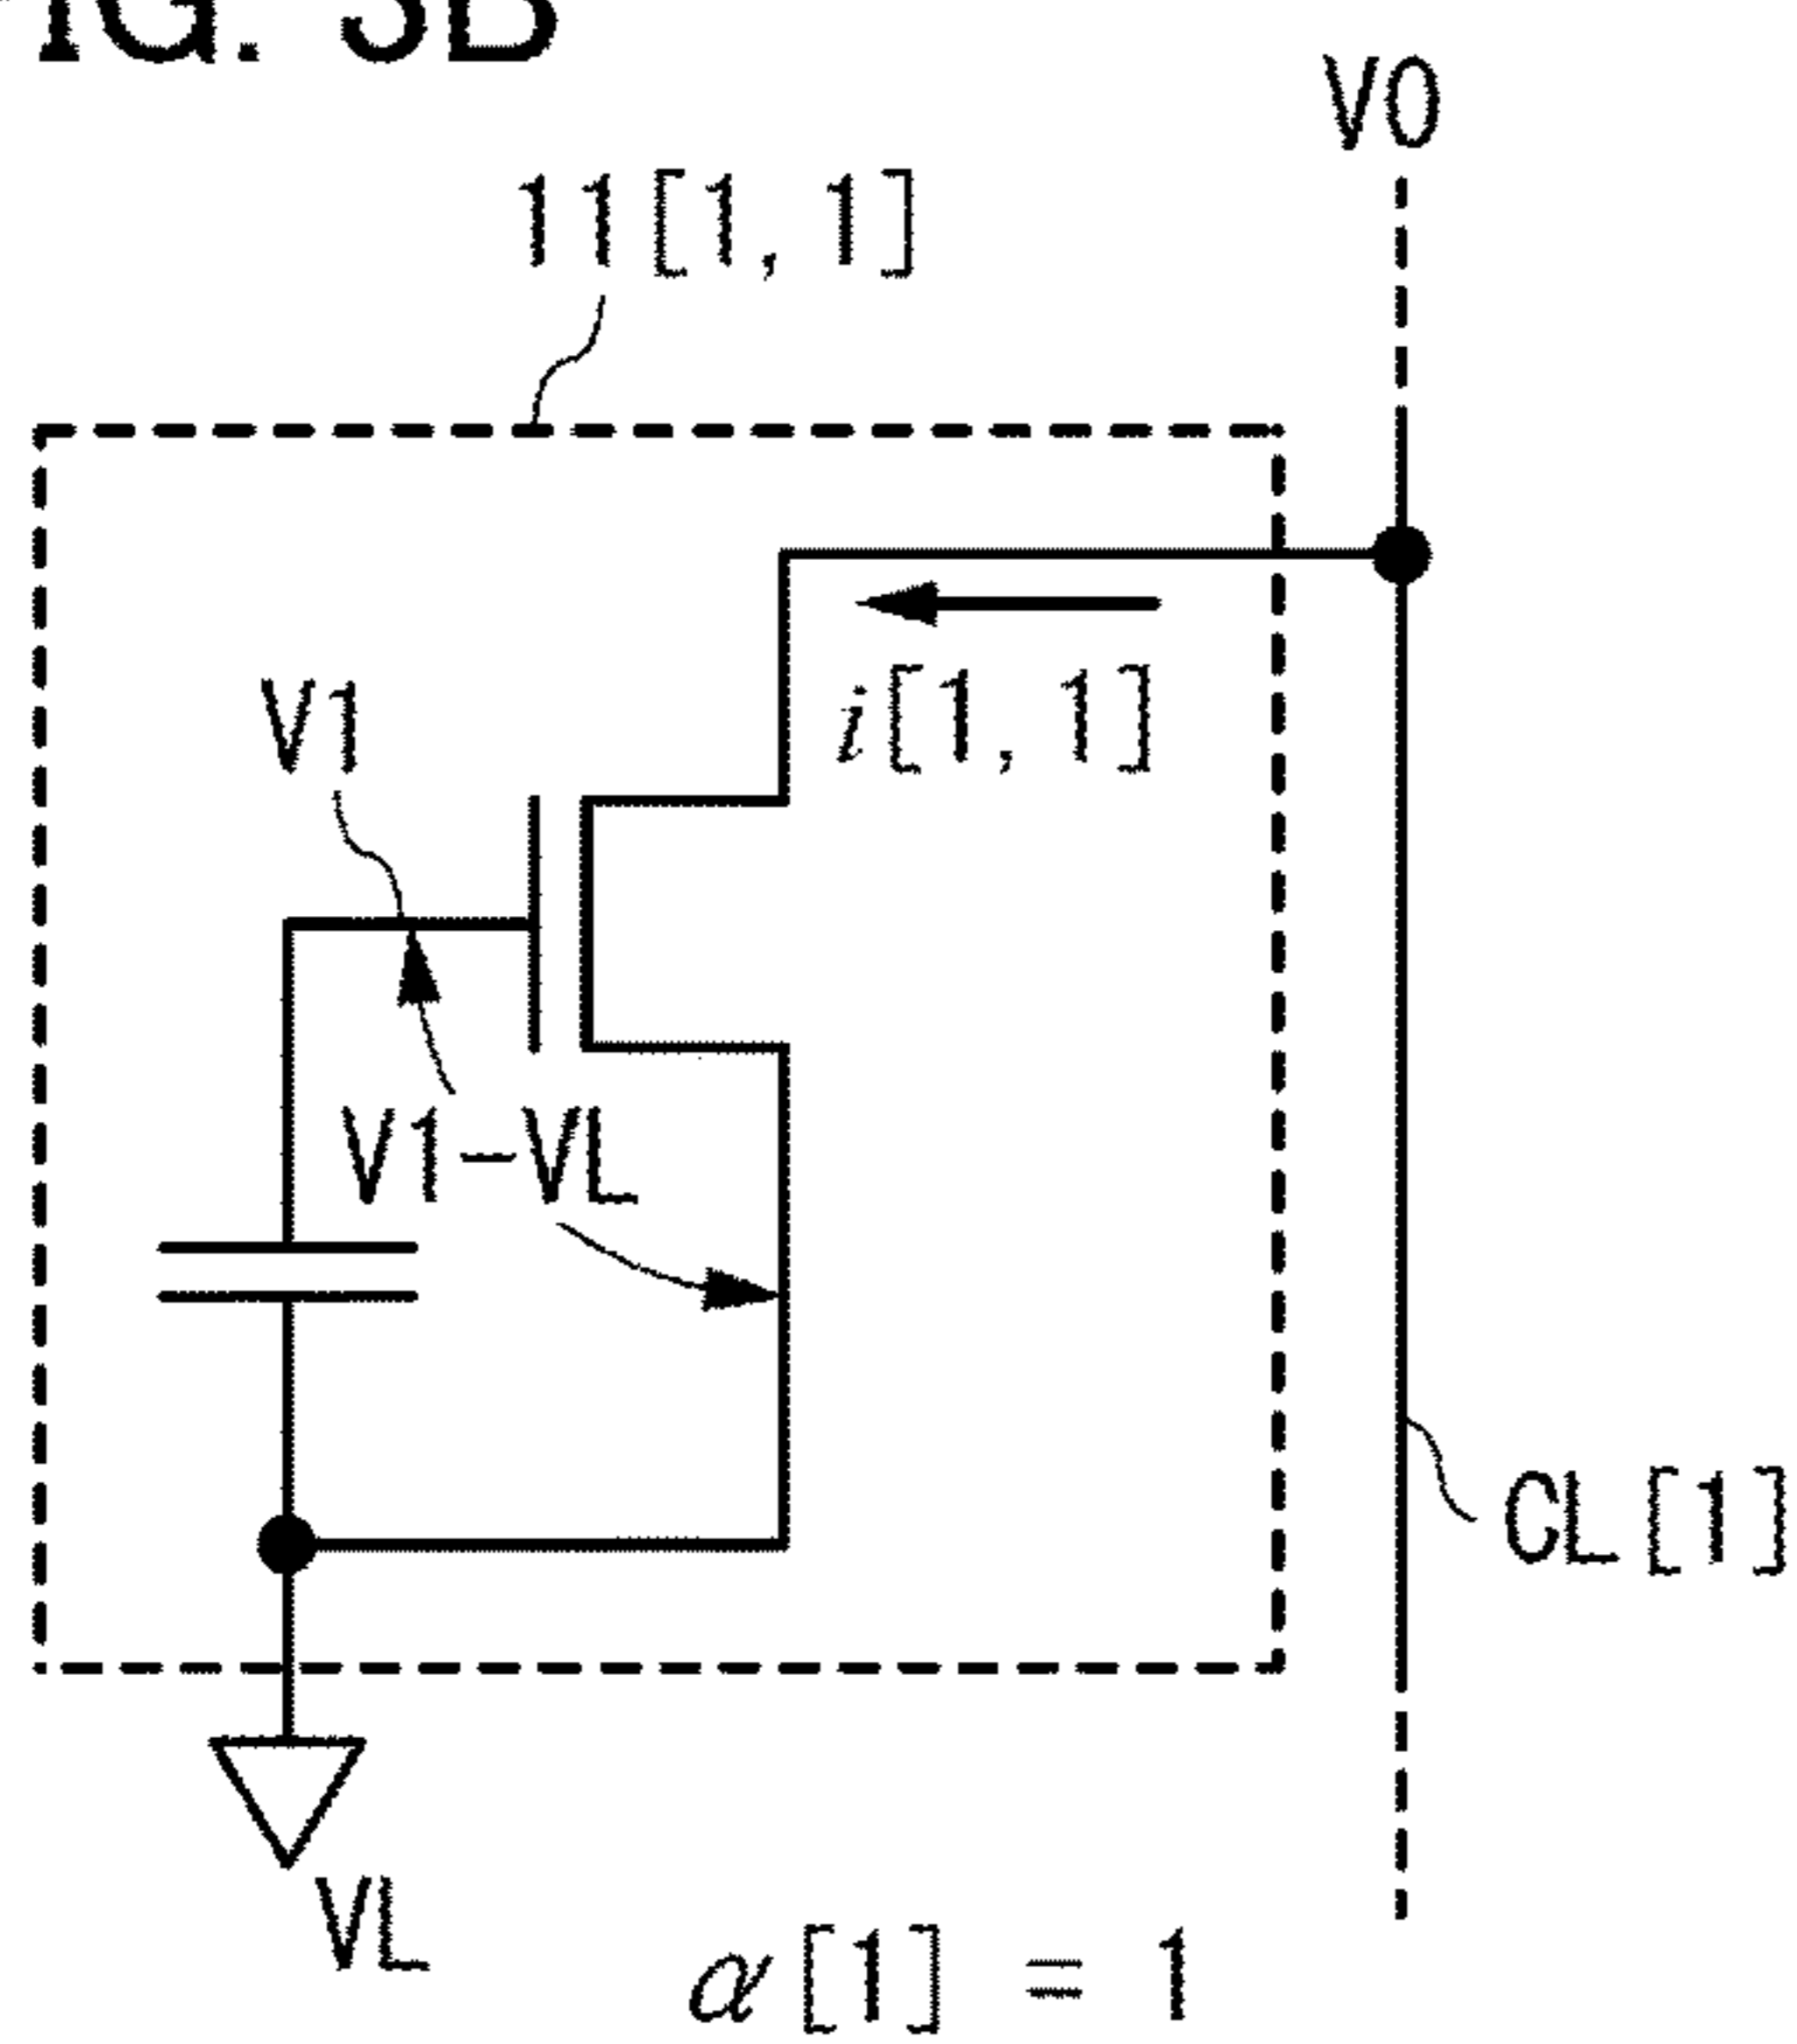 IG. 3B
V0
11[1,1]
i[1,1]
V1
V1-VL
CL[1]
VL
α[1] = 1